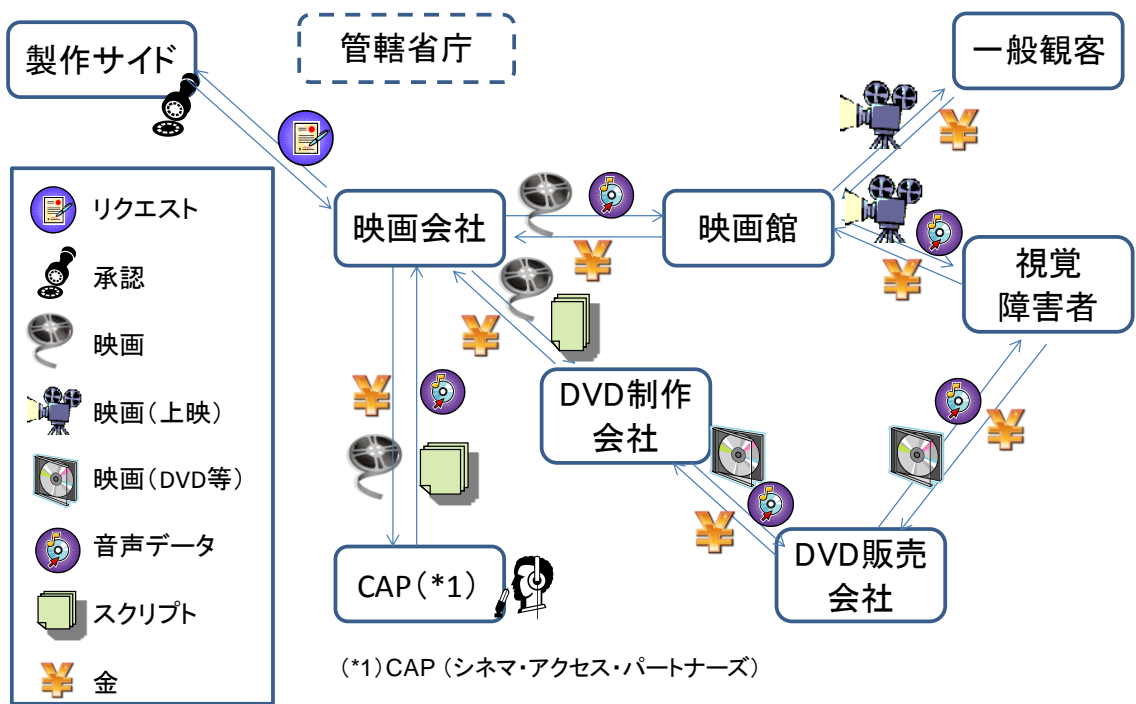 製作サイド
管轄省庁
一般観客
リクエスト
承認
映画
映画(上映)
映画(DVD等)
音声データ
スクリプト
金
映画会社
映画館
視覚
障害者
DVD制作
会社
DVD販売
会社
CAP(*1)
(*1)CAP (シネマ・アクセス・パートナーズ)